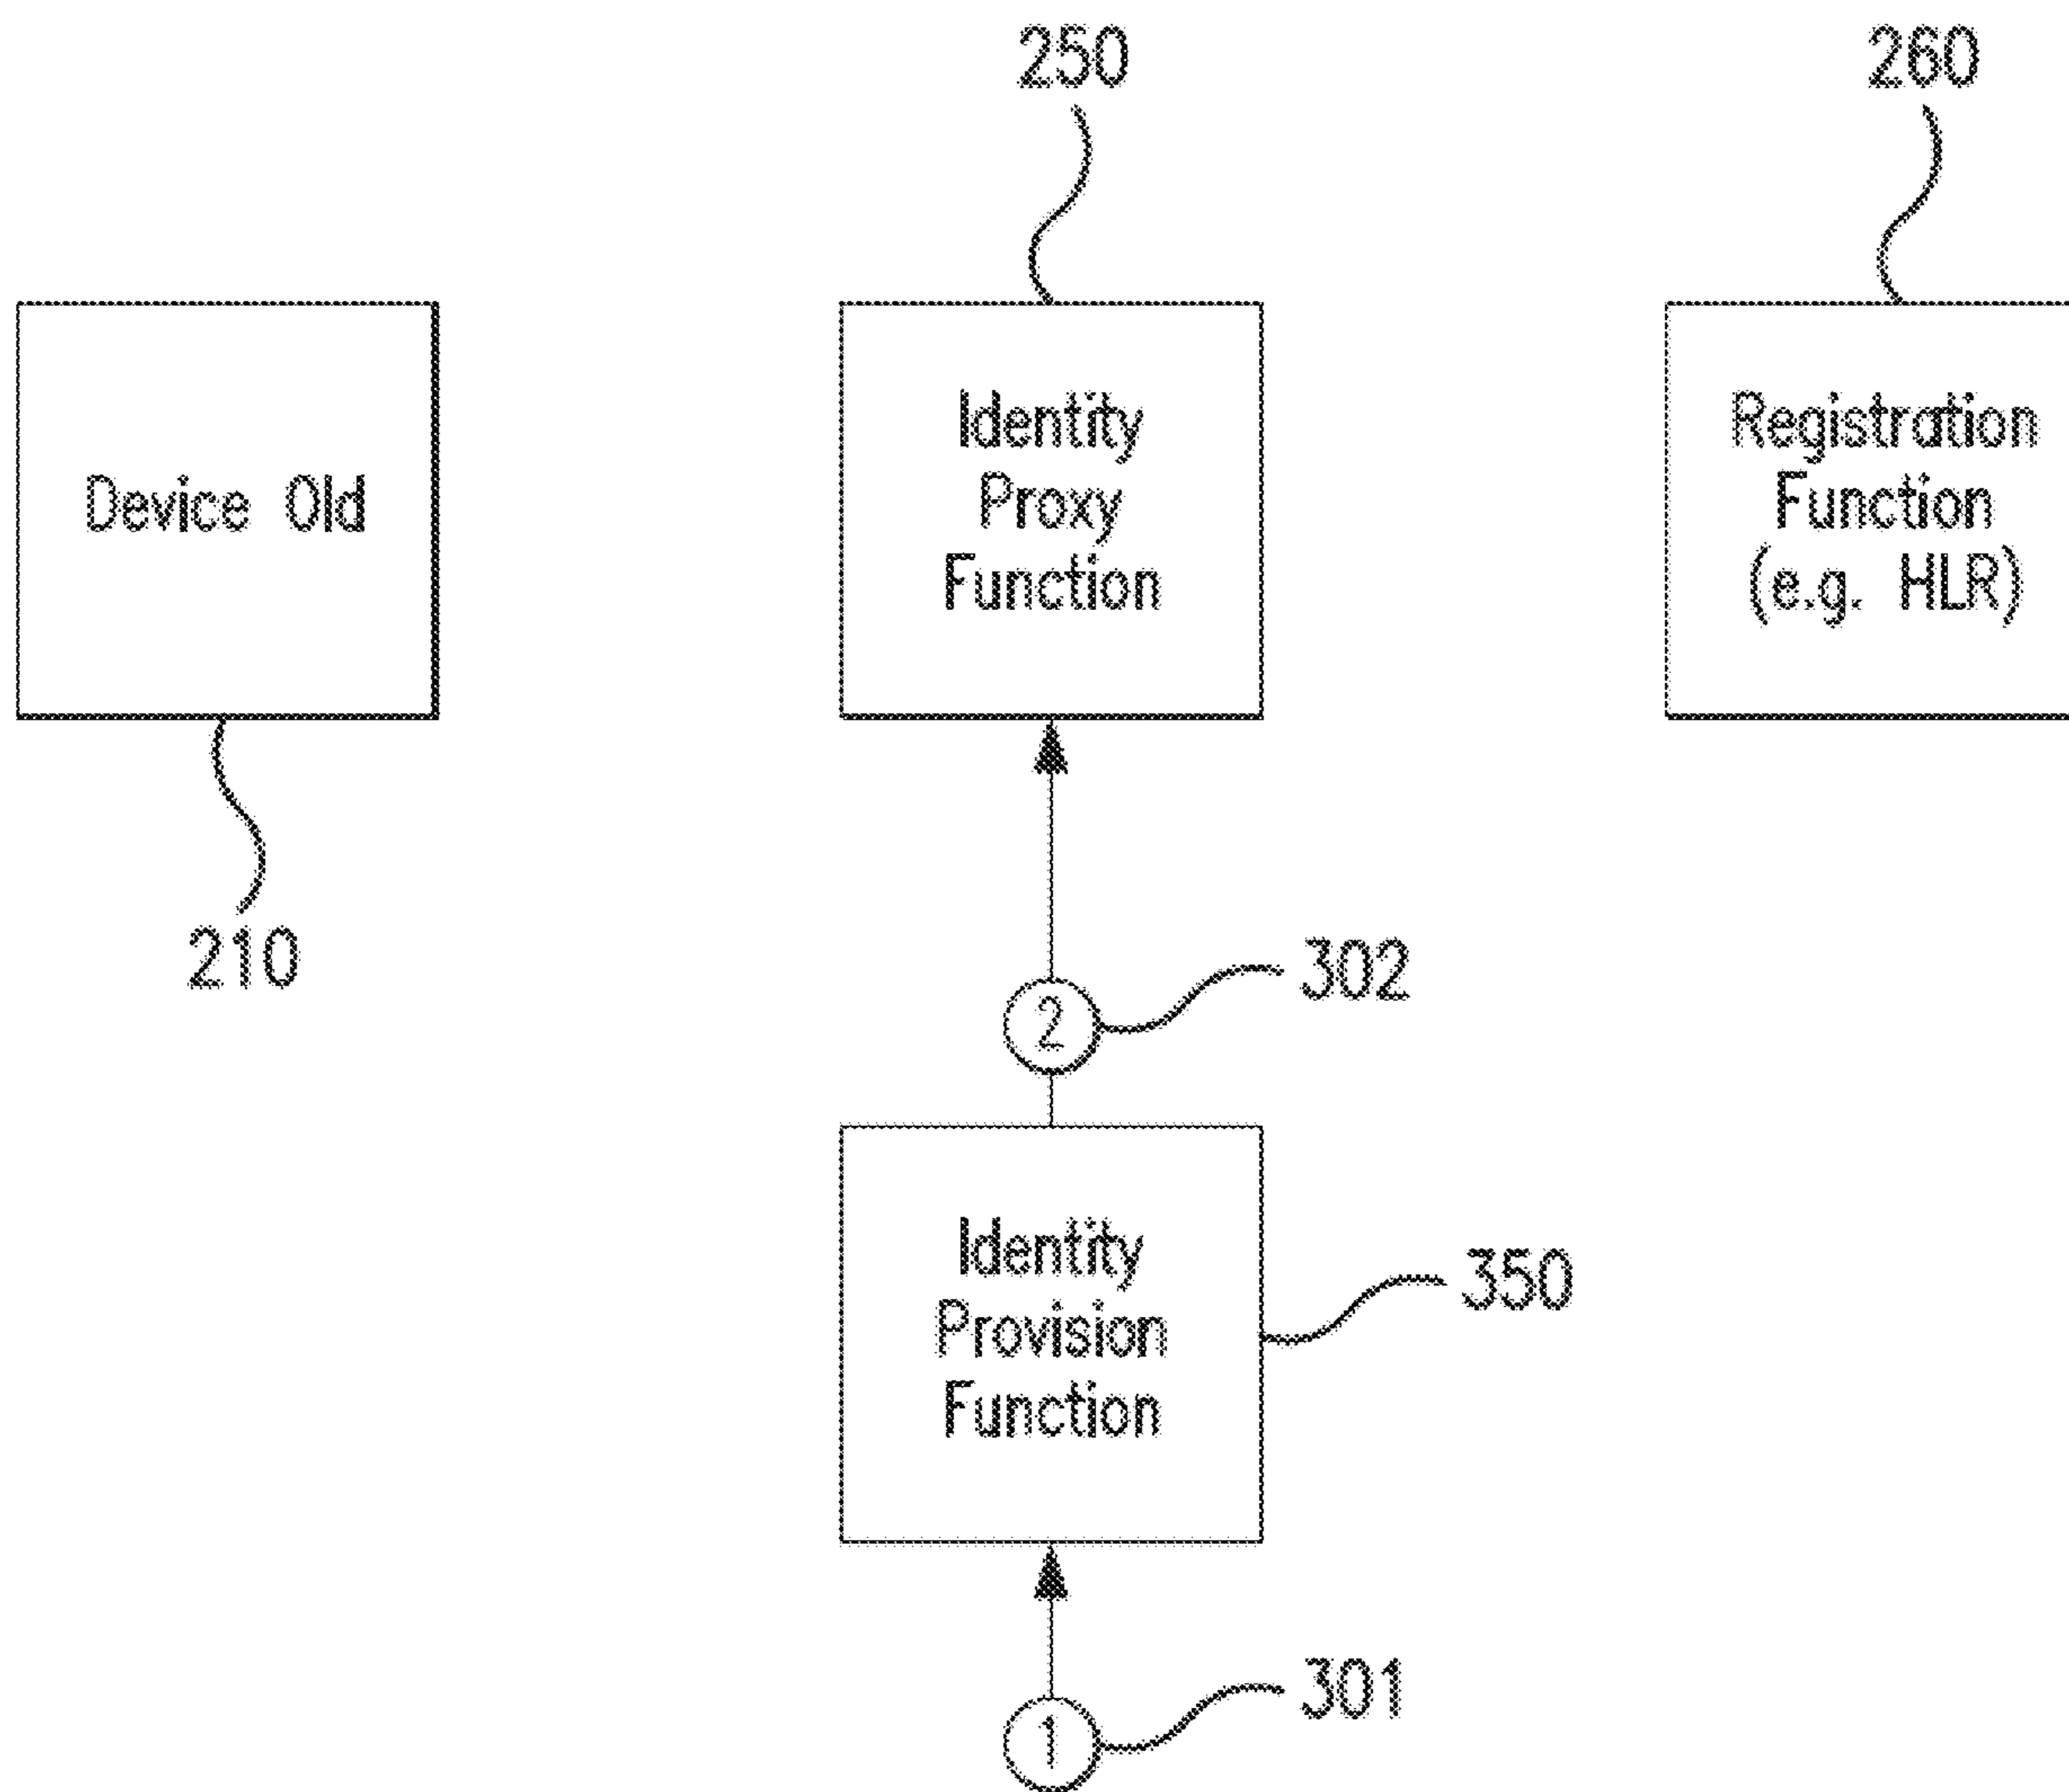 250
260
Device Old
Identity
Proxy
Function
Registration
Function
(e.g. HLR)
210
302
2
Identity
Provision
Function
350
301
1